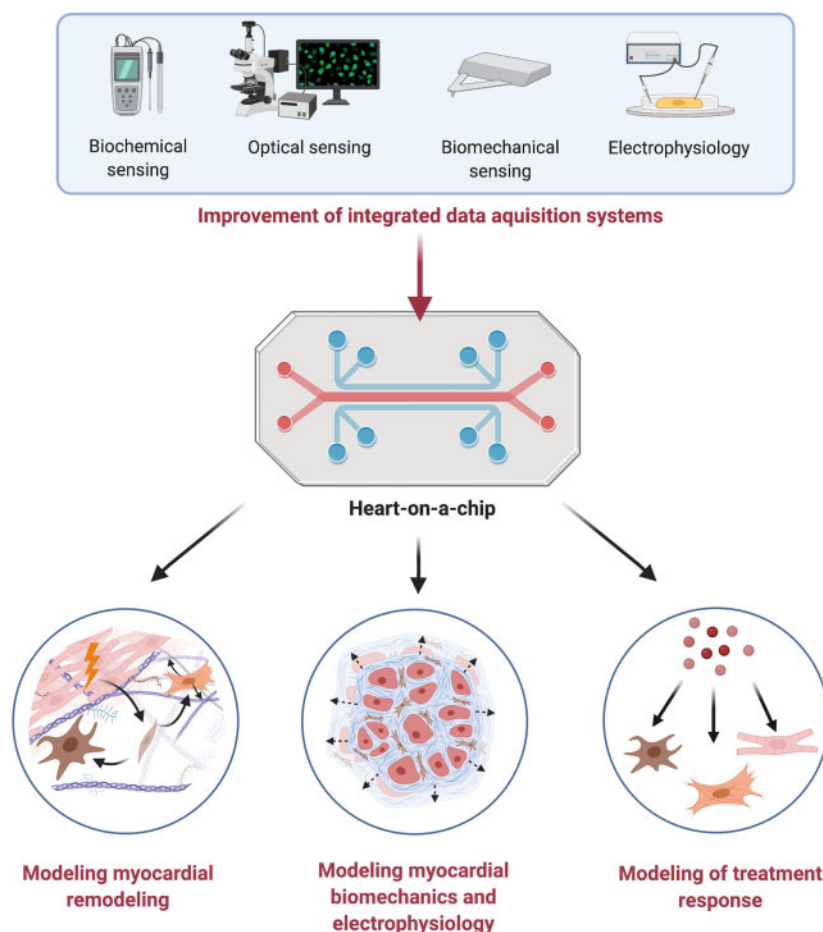 Biochemical
sensing
Optical sensing
Biomechanical
sensing
Electrophysiology
Improvement of integrated data aquisition systems
Heart-on-a-chip
Modeling myocardial
remodeling
Modeling myocardial
biomechanics and
electrophysiology
Modeling of treatment
response